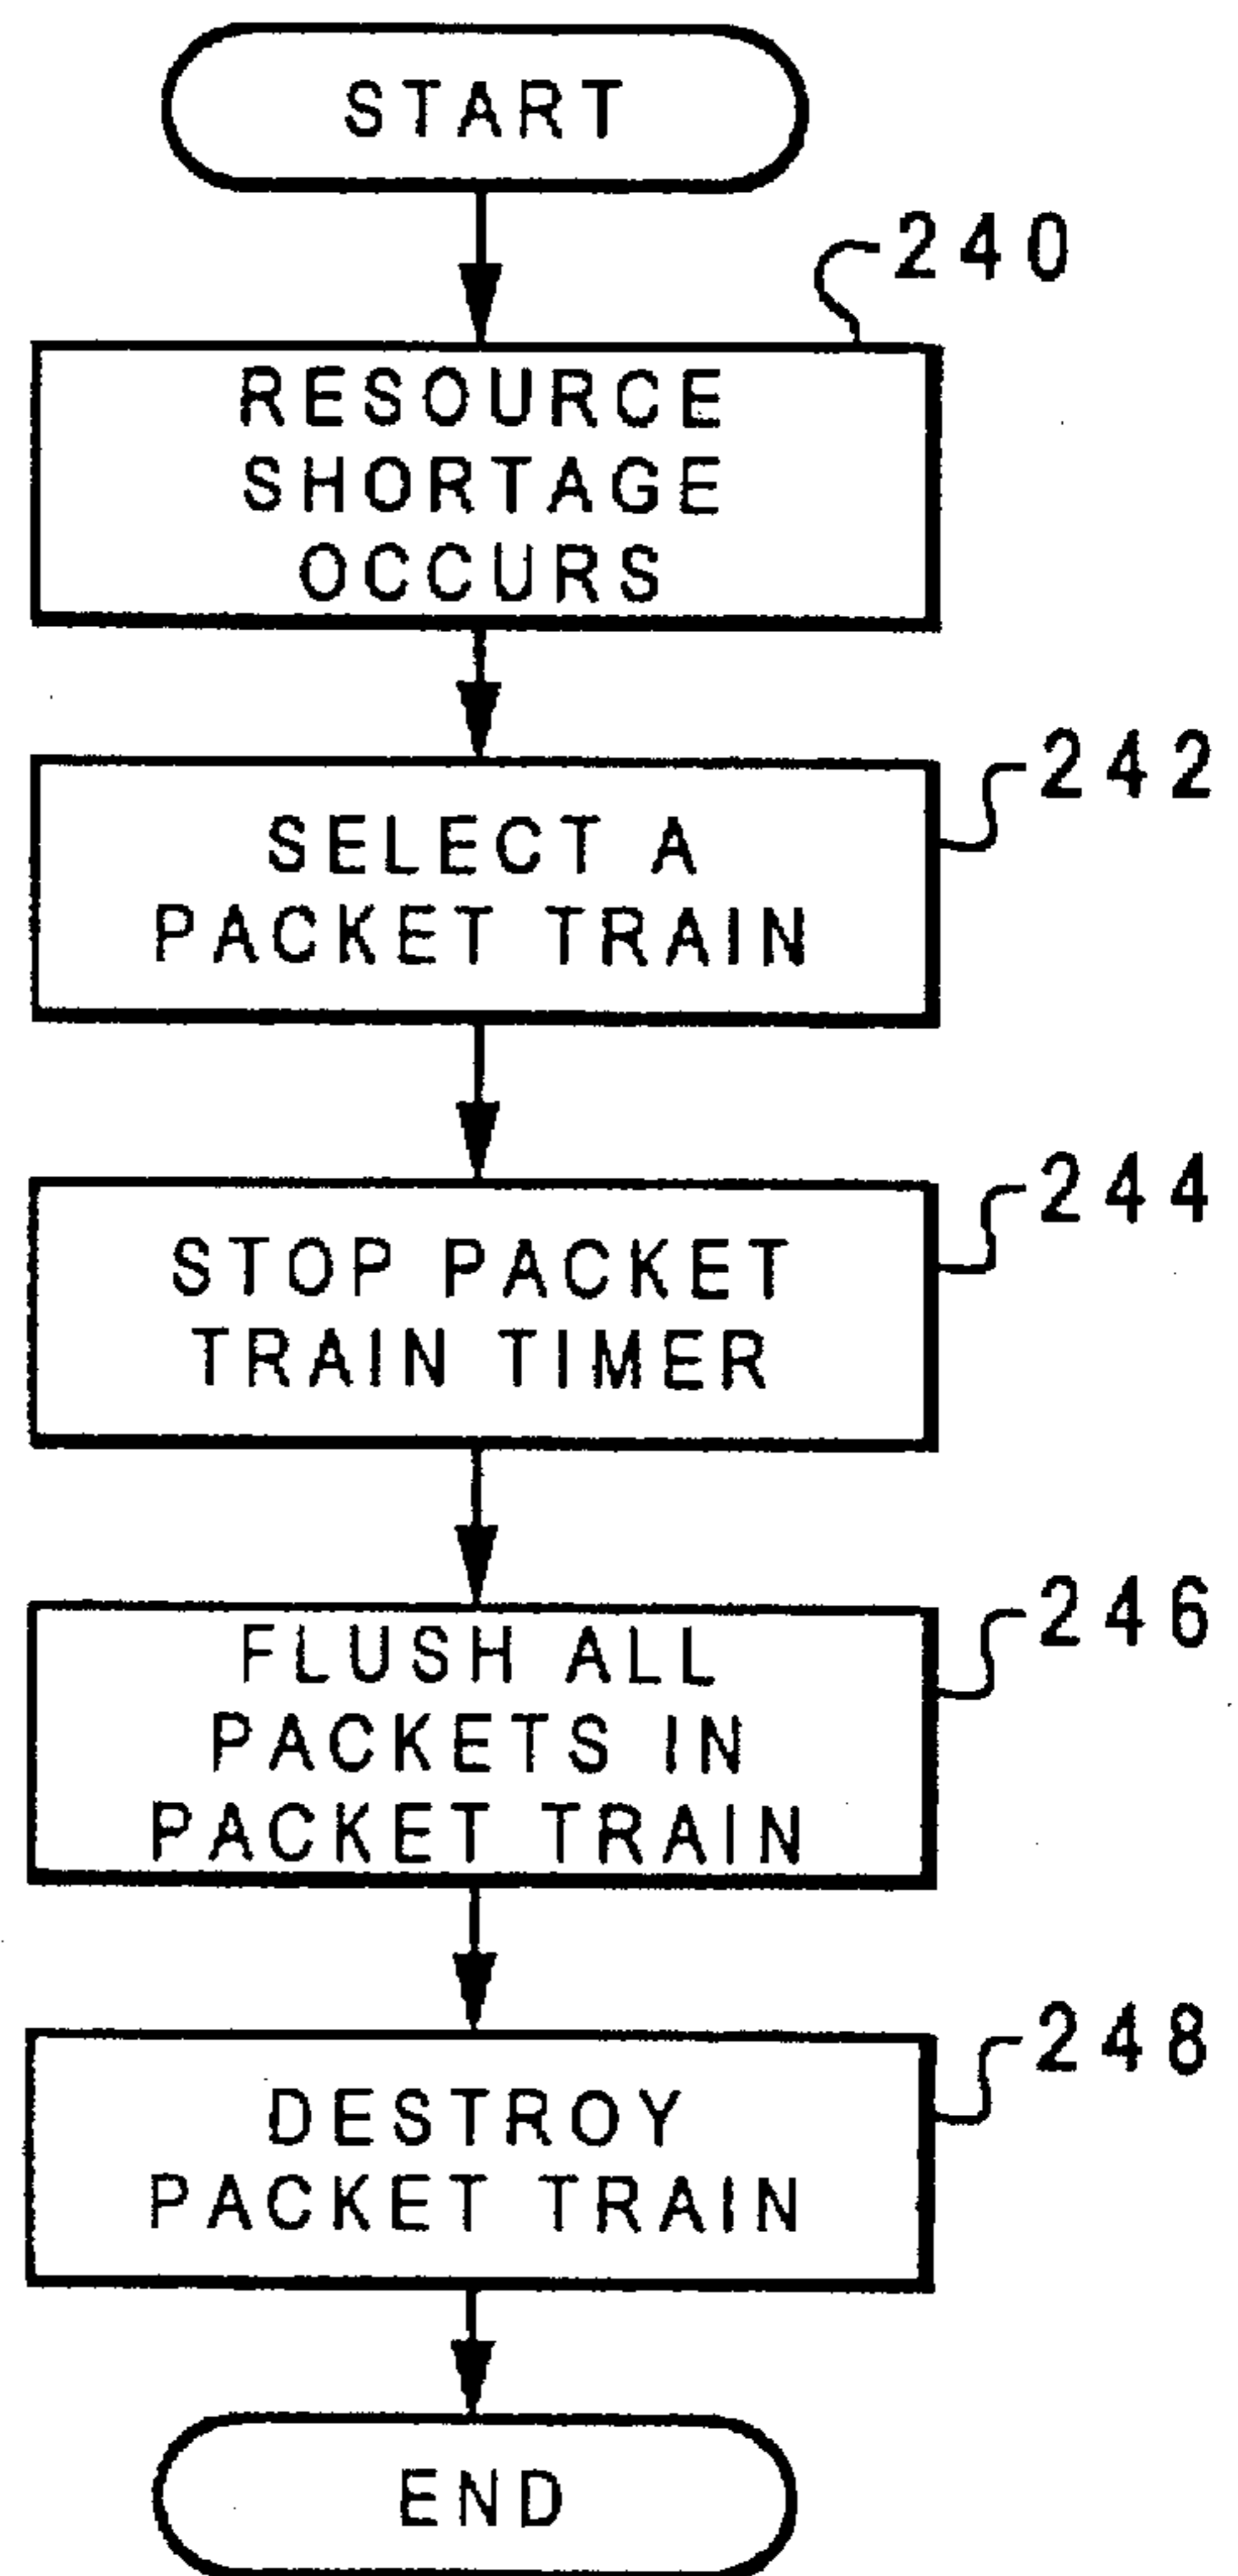 START
240
RESOURCE
SHORTAGE
OCCURS
242
SELECT A
PACKET TRAIN
244
STOP PACKET
TRAIN TIMER
246
FLUSH ALL
PACKETS IN
PACKET TRAIN
248
DESTROY
PACKET TRAIN
END